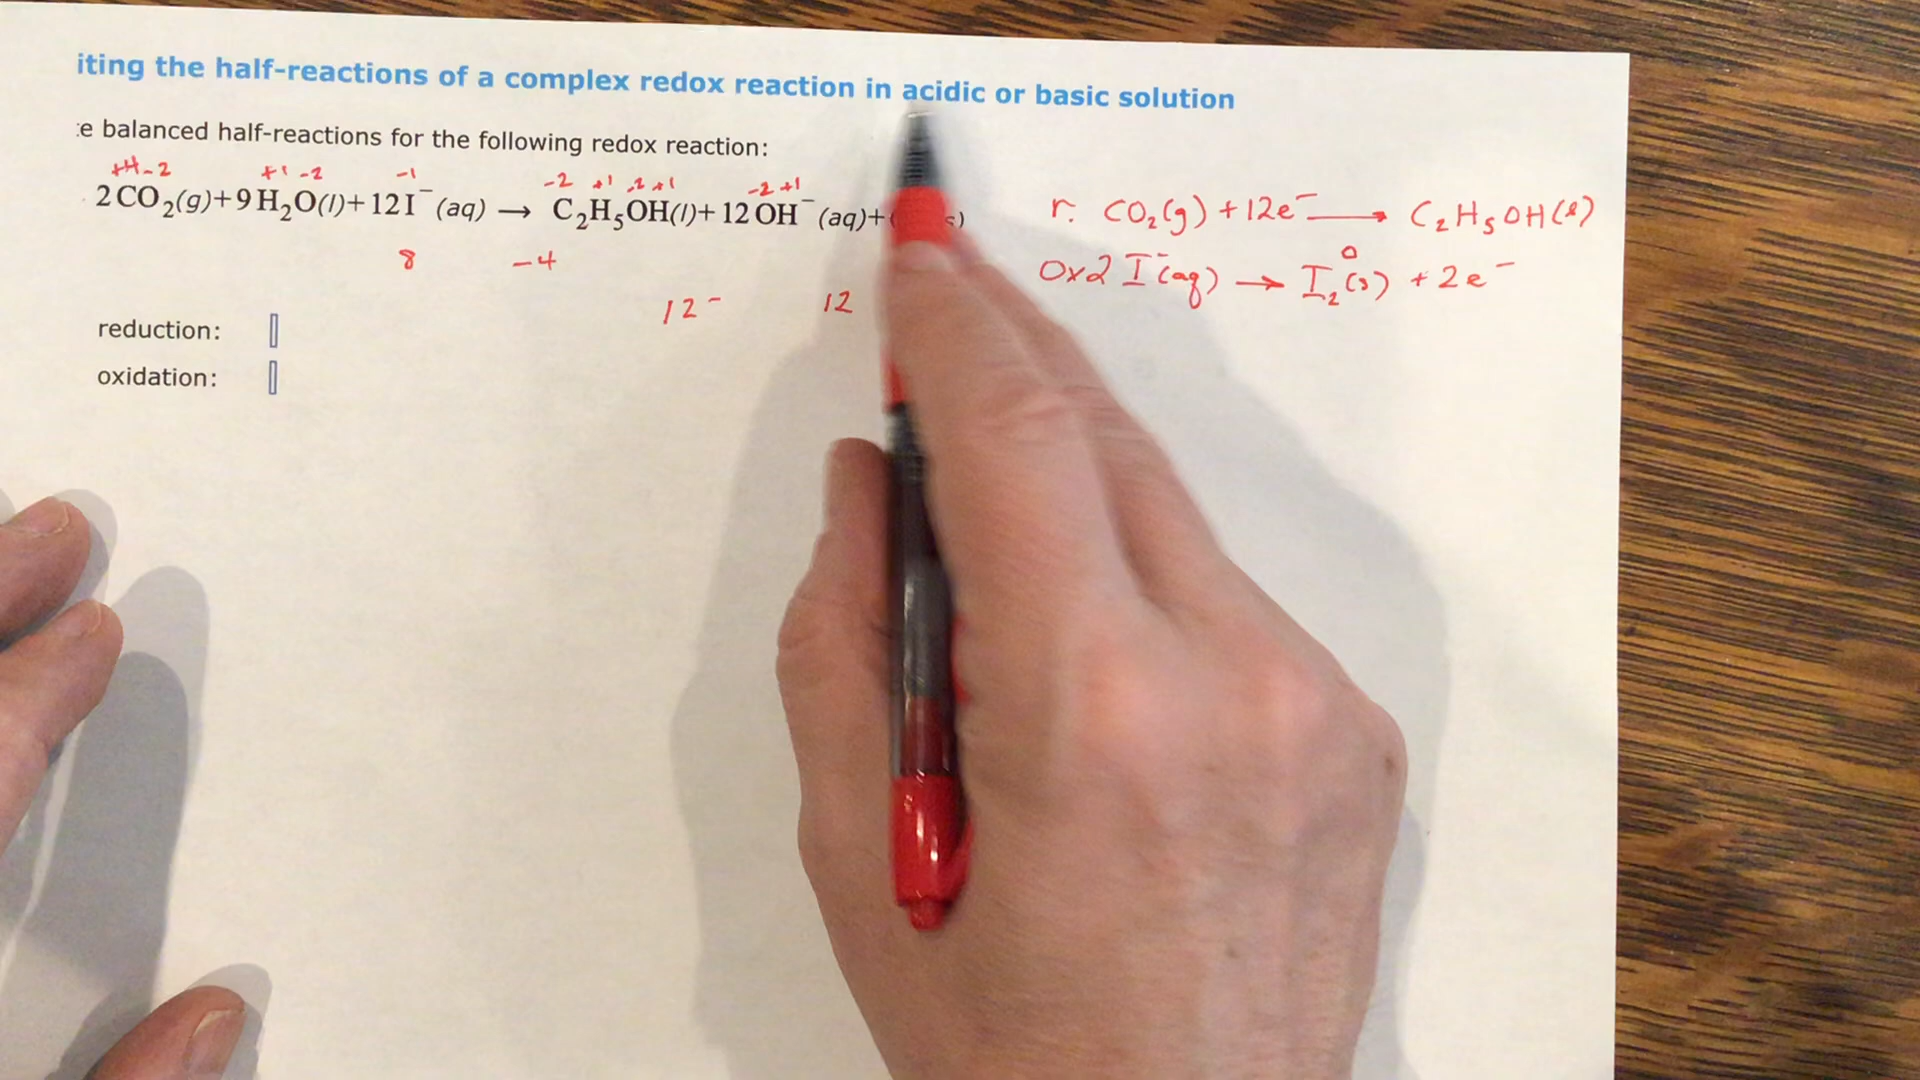 iting the half-reactions of a complex redox reaction in acidic or basic solution
e balanced half-reactions for the following redox reaction:
+4 -2 +1 -2 -1 -2 +1 -2 +1 -2 +1
2CO₂(g)+9H₂O(l)+12I⁻(aq) → C₂H₅OH(l)+12OH⁻(aq)+ s)
r. CO₂(g) +12e⁻ → C₂H₅OH(l)
8 -4
0
Ox 2I⁻(aq) → I₂(s) +2e⁻
12⁻ 12
reduction:
oxidation: